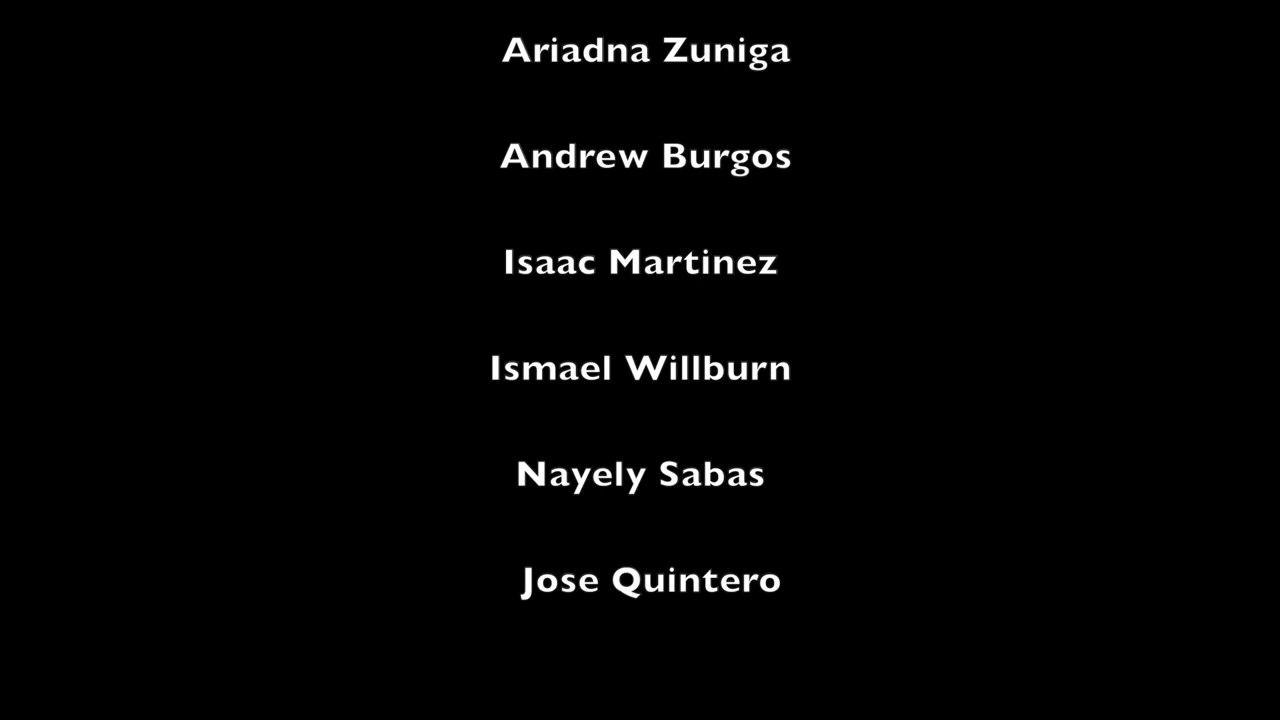 Ariadna Zuniga
Andrew Burgos
Isaac Martinez
Ismael Willburn
Nayely Sabas
Jose Quintero